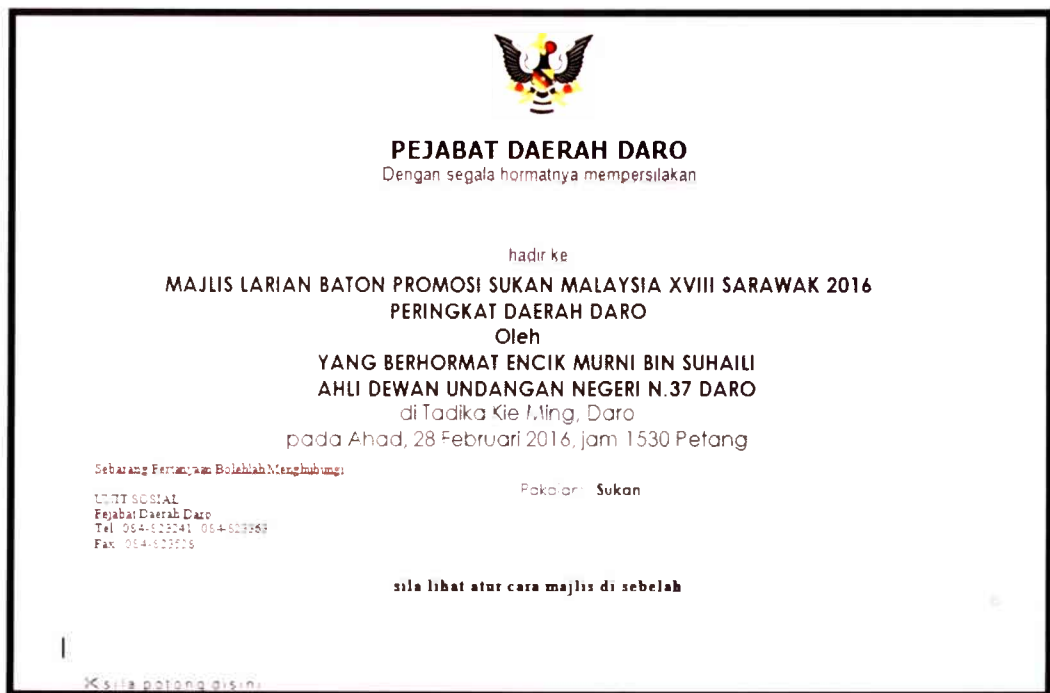 PEJABAT DAERAH DARO
Dengan segala hormatnya mempersilakan
hadir ke
MAJLIS LARIAN BATON PROMOSI SUKAN MALAYSIA XVIII SARAWAK 2016
PERINGKAT DAERAH DARO
Oleh
YANG BERHORMAT ENCIK MURNI BIN SUHAILI
AHLI DEWAN UNDANGAN NEGERI N.37 DARO
di Tadika Kie Ming, Daro
pada Ahad, 28 Februari 2016, jam 1530 Petang
Sebarang Pertanyaan Bolehlah Menghubungi
Pakaian: Sukan
UNIT SOSIAL
Pejabat Daerah Daro
Tel
Fax
sila lihat atur cara majlis di sebelah
sila potong disini